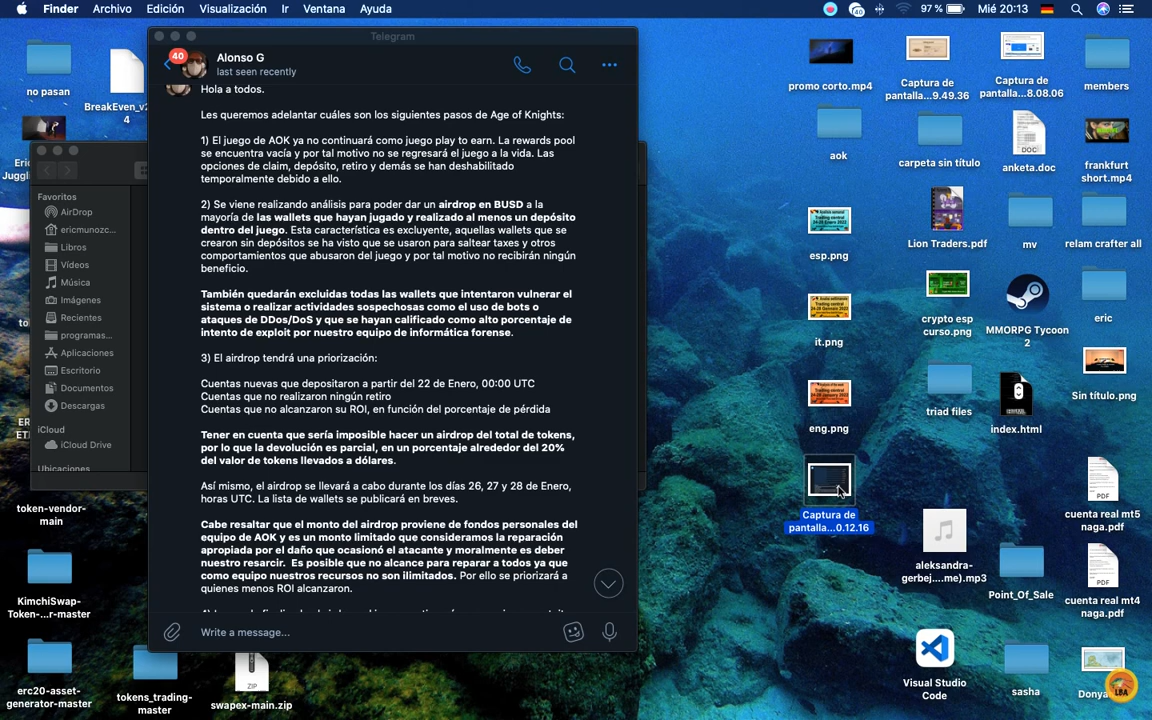 Finder
Archivo
Edición
Visualización
Ir
Ventana
Ayuda
40
97 %
Mié 20:13
no pasan
BreakEven_v2
4
Eric
Juggli
Favoritos
AirDrop
ericmunozc...
Libros
Vídeos
Música
Imágenes
Recientes
programas...
Aplicaciones
Escritorio
Documentos
Descargas
iCloud
iCloud Drive
Ubicaciones
to
ER
ET
token-vendor-
main
KimchiSwap-
Token-...r-master
erc20-asset-
generator-master
tokens_trading-
master
ZIP
swapex-main.zip
Telegram
40
Alonso G
last seen recently
Hola a todos.
Les queremos adelantar cuáles son los siguientes pasos de Age of Knights:
1) El juego de AOK ya no continuará como juego play to earn. La rewards pool
se encuentra vacía y por tal motivo no se regresará el juego a la vida. Las
opciones de claim, depósito, retiro y demás se han deshabilitado
temporalmente debido a ello.
2) Se viene realizando análisis para poder dar un airdrop en BUSD a la
mayoría de las wallets que hayan jugado y realizado al menos un depósito
dentro del juego. Esta característica es excluyente, aquellas wallets que se
crearon sin depósitos se ha visto que se usaron para saltear taxes y otros
comportamientos que abusaron del juego y por tal motivo no recibirán ningún
beneficio.
También quedarán excluidas todas las wallets que intentaron vulnerar el
sistema o realizar actividades sospechosas como el uso de bots o
ataques de DDos/DoS y que se hayan calificado como alto porcentaje de
intento de exploit por nuestro equipo de informática forense.
3) El airdrop tendrá una priorización:
Cuentas nuevas que depositaron a partir del 22 de Enero, 00:00 UTC
Cuentas que no realizaron ningún retiro
Cuentas que no alcanzaron su ROI, en función del porcentaje de pérdida
Tener en cuenta que sería imposible hacer un airdrop del total de tokens,
por lo que la devolución es parcial, en un porcentaje alrededor del 20%
del valor de tokens llevados a dólares.
Así mismo, el airdrop se llevará a cabo durante los días 26, 27 y 28 de Enero,
horas UTC. La lista de wallets se publicará en breves.
Cabe resaltar que el monto del airdrop proviene de fondos personales del
equipo de AOK y es un monto limitado que consideramos la reparación
apropiada por el daño que ocasionó el atacante y moralmente es deber
nuestro resarcir. Es posible que no alcance para reparar a todos ya que
como equipo nuestros recursos no son ilimitados. Por ello se priorizará a
quienes menos ROI alcanzaron.
Write a message...
promo corto.mp4
Captura de
pantalla...9.49.36
Captura de
pantalla...8.08.06
members
aok
carpeta sin título
DOC
anketa.doc
frankfurt
short.mp4
esp.png
Lion Traders.pdf
mv
relam crafter all
it.png
crypto esp
curso.png
MMORPG Tycoon
2
eric
eng.png
triad files
index.html
Sin título.png
Captura de
pantalla...0.12.16
aleksandra-
gerbej....me).mp3
Point_Of_Sale
PDF
cuenta real mt5
naga.pdf
PDF
cuenta real mt4
naga.pdf
Visual Studio
Code
sasha
Donya
LBA